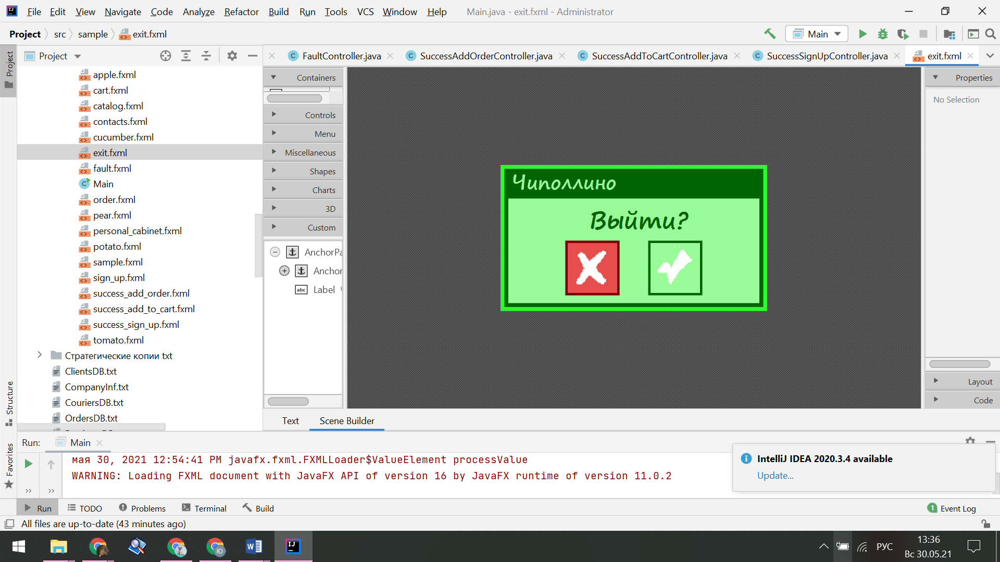 File Edit View Navigate Code Analyze Refactor Build Run Tools VCS Window Help Main.java - exit.fxml - Administrator
Project src sample exit.fxml Main
Project FaultController.java SuccessAddOrderController.java SuccessAddToCartController.java SuccessSignUpController.java exit.fxml
Project
apple.fxml
cart.fxml
catalog.fxml
contacts.fxml
cucumber.fxml
exit.fxml
fault.fxml
Main
order.fxml
pear.fxml
personal_cabinet.fxml
potato.fxml
sample.fxml
sign_up.fxml
success_add_order.fxml
success_add_to_cart.fxml
success_sign_up.fxml
tomato.fxml
Стратегические копии txt
ClientsDB.txt
CompanyInf.txt
CouriersDB.txt
OrdersDB.txt
Structure
Favorites
Containers
Controls
Menu
Miscellaneous
Shapes
Charts
3D
Custom
AnchorPa
Anchor
abc Label
Чиполлино
Выйти?
Properties
No Selection
Layout
Code
Text Scene Builder
Run: Main
мая 30, 2021 12:54:41 PM javafx.fxml.FXMLLoader$ValueElement processValue
WARNING: Loading FXML document with JavaFX API of version 16 by JavaFX runtime of version 11.0.2
IntelliJ IDEA 2020.3.4 available
Update...
Run TODO Problems Terminal Build 1 Event Log
All files are up-to-date (43 minutes ago)
РУС
13:36
Вс 30.05.21